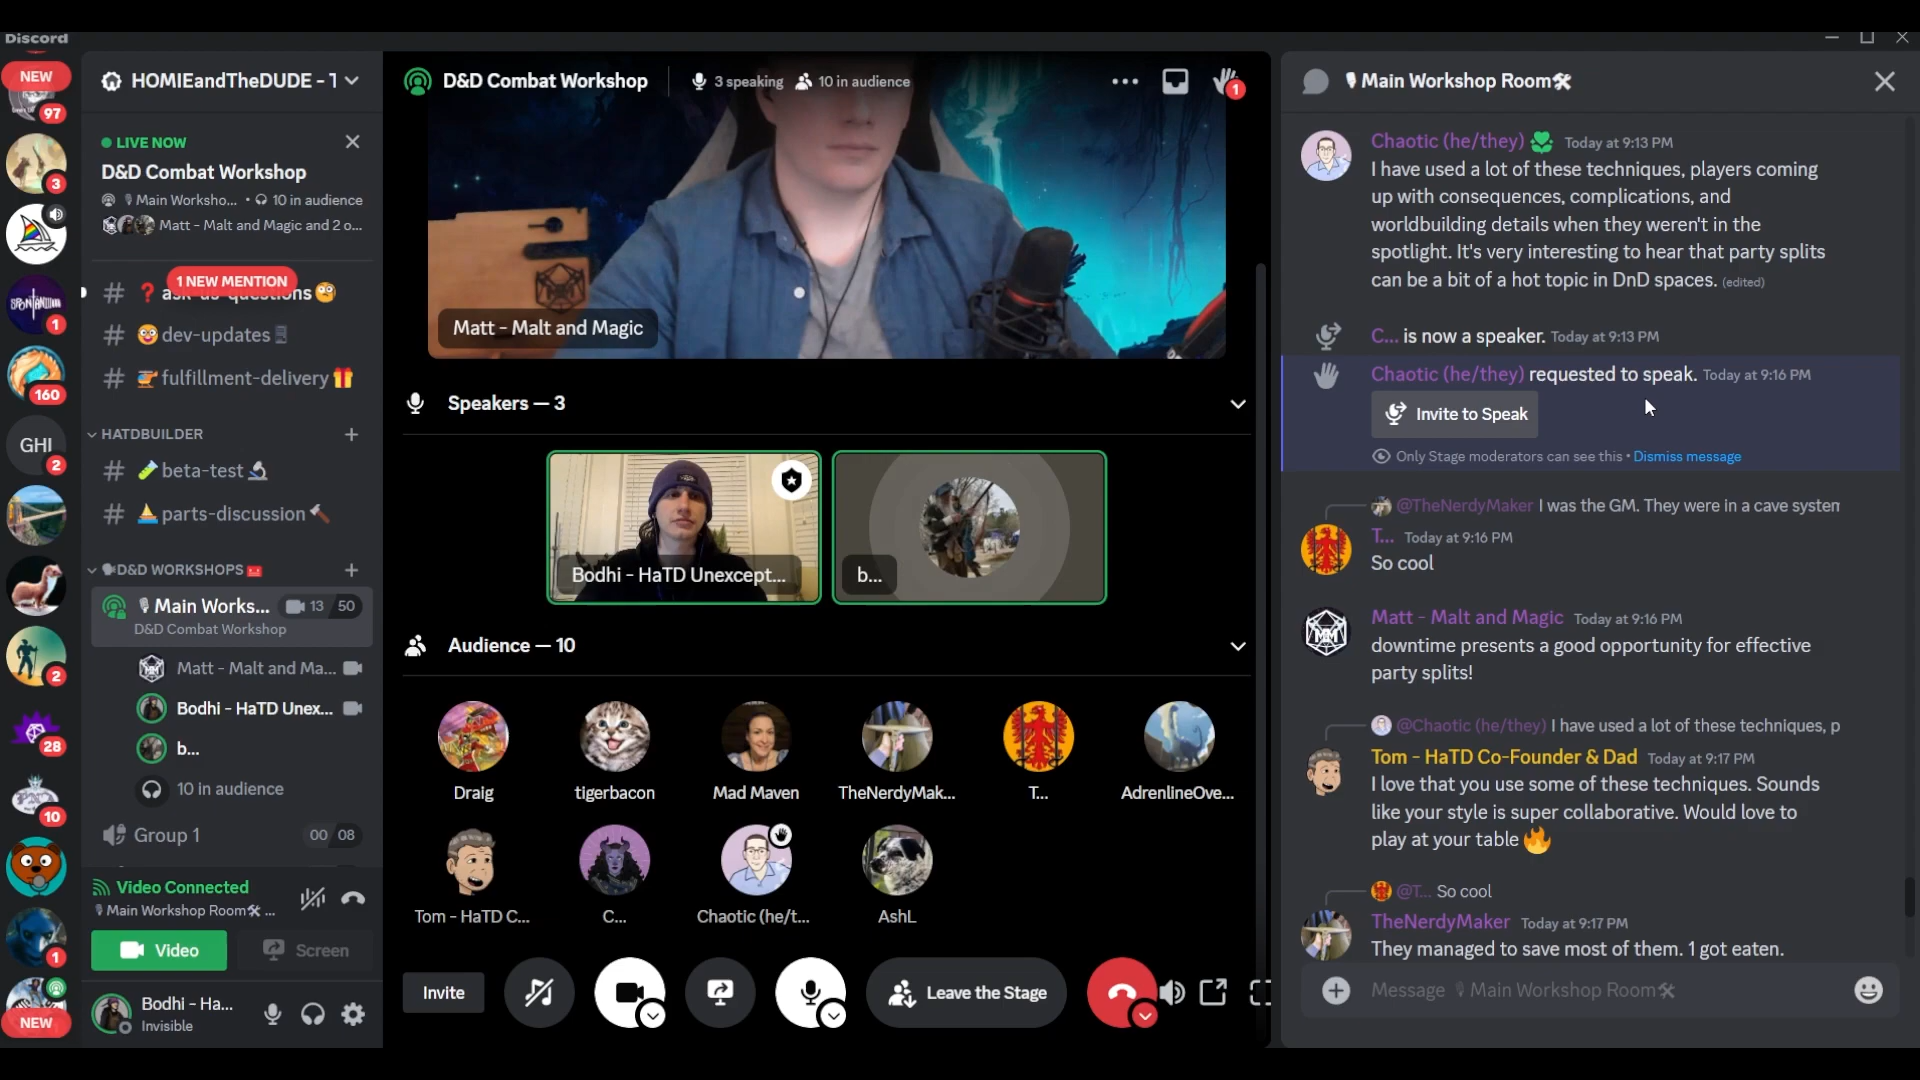 Discord
NEW
97
3
1
160
GHI
2
2
28
10
1
NEW
HOMIEandTheDUDE - T
LIVE NOW
D&D Combat Workshop
Main Worksho... • 10 in audience
Matt - Malt and Magic and 2 o...
1 NEW MENTION
# ask-us-questions
# dev-updates
# fulfillment-delivery
HATDBUILDER
# beta-test
# parts-discussion
D&D WORKSHOPS
Main Works... 13 50
D&D Combat Workshop
Matt - Malt and Ma...
Bodhi - HaTD Unex...
b...
10 in audience
Group 1 00 08
Video Connected
Main Workshop Room ...
Video
Screen
Bodhi - Ha...
Invisible
D&D Combat Workshop
3 speaking 10 in audience
1
Matt - Malt and Magic
Speakers — 3
Bodhi - HaTD Unexcept...
b...
Audience — 10
Draig
tigerbacon
Mad Maven
TheNerdyMak...
T...
AdrenlineOve...
Tom - HaTD C...
C...
Chaotic (he/t...
AshL
Invite
Leave the Stage
Main Workshop Room
Chaotic (he/they) Today at 9:13 PM
I have used a lot of these techniques, players coming
up with consequences, complications, and
worldbuilding details when they weren't in the
spotlight. It's very interesting to hear that party splits
can be a bit of a hot topic in DnD spaces. (edited)
C... is now a speaker. Today at 9:13 PM
Chaotic (he/they) requested to speak. Today at 9:16 PM
Invite to Speak
Only Stage moderators can see this • Dismiss message
@TheNerdyMaker I was the GM. They were in a cave system
T... Today at 9:16 PM
So cool
Matt - Malt and Magic Today at 9:16 PM
downtime presents a good opportunity for effective
party splits!
@Chaotic (he/they) I have used a lot of these techniques, p
Tom - HaTD Co-Founder & Dad Today at 9:17 PM
I love that you use some of these techniques. Sounds
like your style is super collaborative. Would love to
play at your table
@T... So cool
TheNerdyMaker Today at 9:17 PM
They managed to save most of them. 1 got eaten.
Message Main Workshop Room